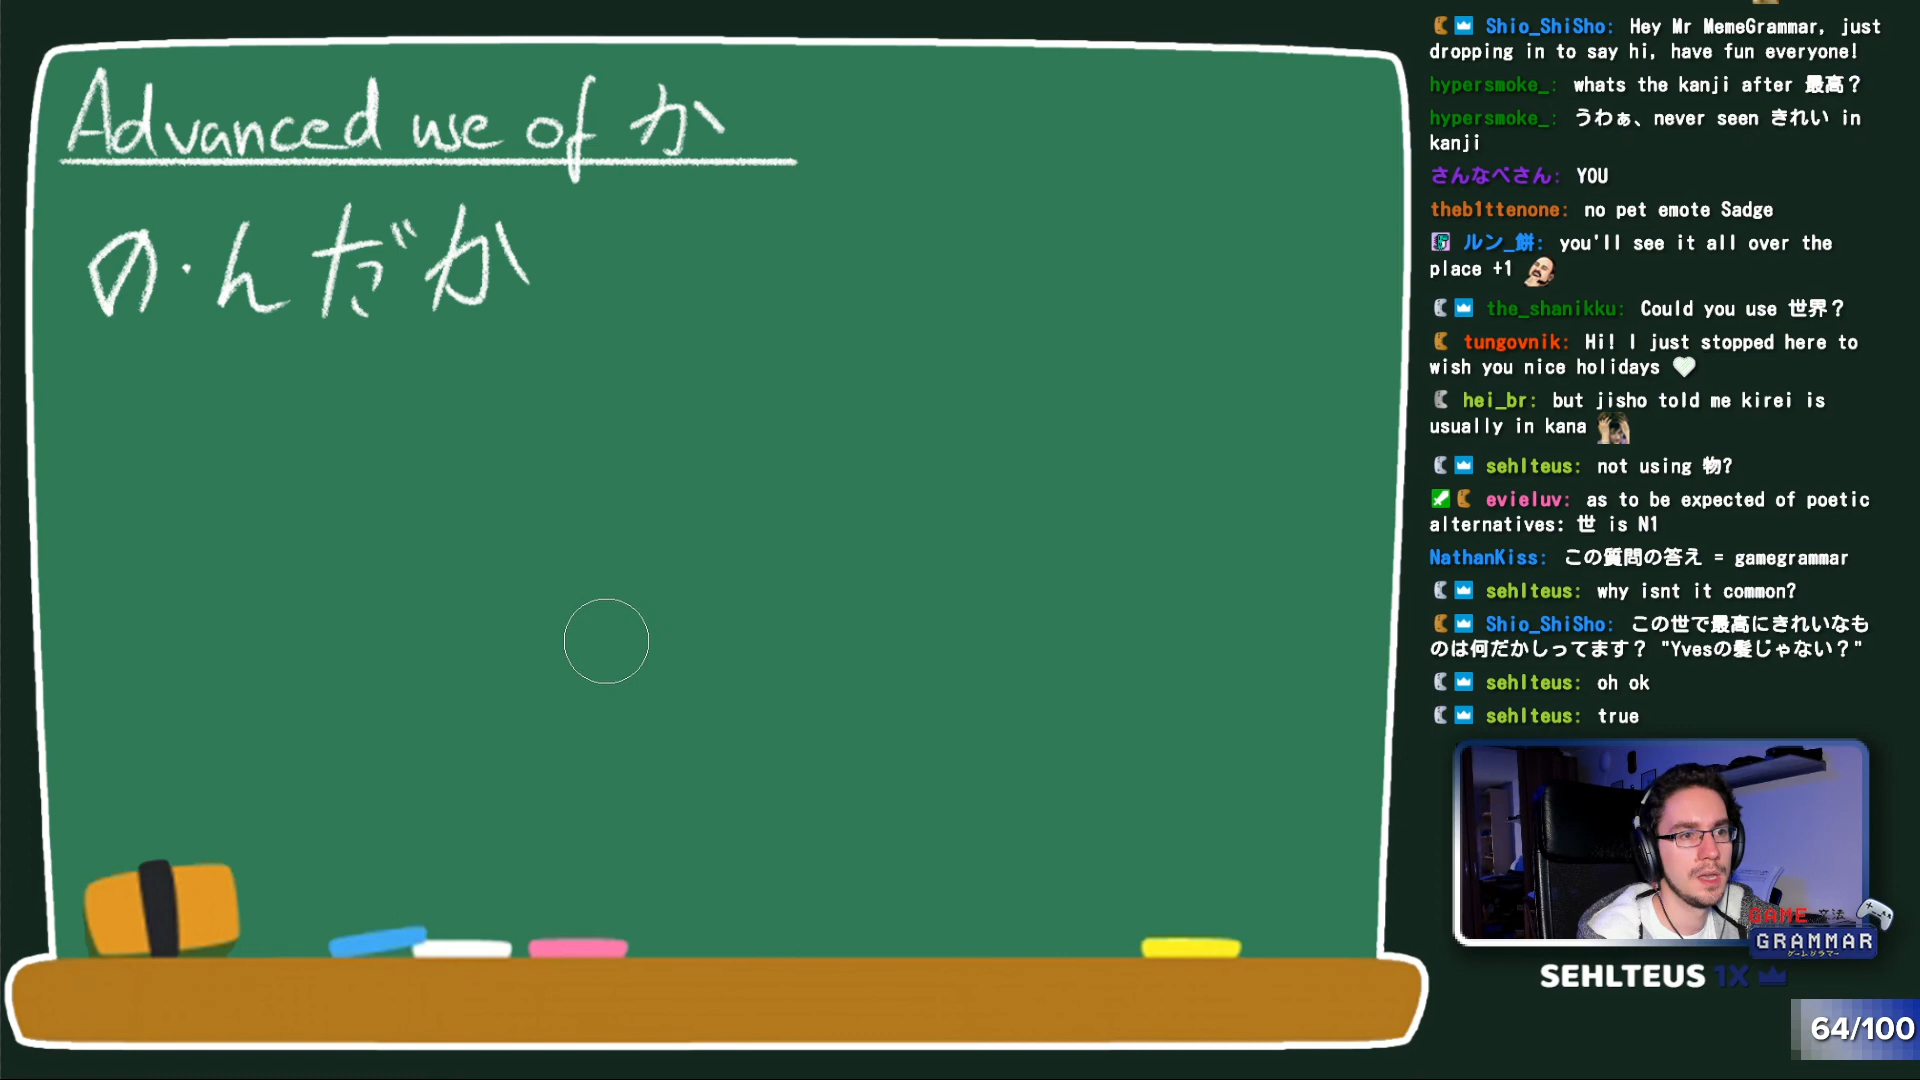 Advanced use of か
の・んだか
Shio_ShiSho: Hey Mr MemeGrammar, just
dropping in to say hi, have fun everyone!
hypersmoke_: whats the kanji after 最高？
hypersmoke_: うわぁ、never seen きれい in
kanji
さんなべさん: YOU
theb1ttenone: no pet emote Sadge
ルン_餅: you'll see it all over the
place +1
the_shanikku: Could you use 世界？
tungovnik: Hi! I just stopped here to
wish you nice holidays
hei_br: but jisho told me kirei is
usually in kana
sehlteus: not using 物?
evieluv: as to be expected of poetic
alternatives: 世 is N1
NathanKiss: この質問の答え = gamegrammar
sehlteus: why isnt it common?
Shio_ShiSho: この世で最高にきれいなも
のは何だかしってます？ "Yvesの髪じゃない？"
sehlteus: oh ok
sehlteus: true
GAME 文法
GRAMMAR
ゲームグラマー
SEHLTEUS 1X
64/100